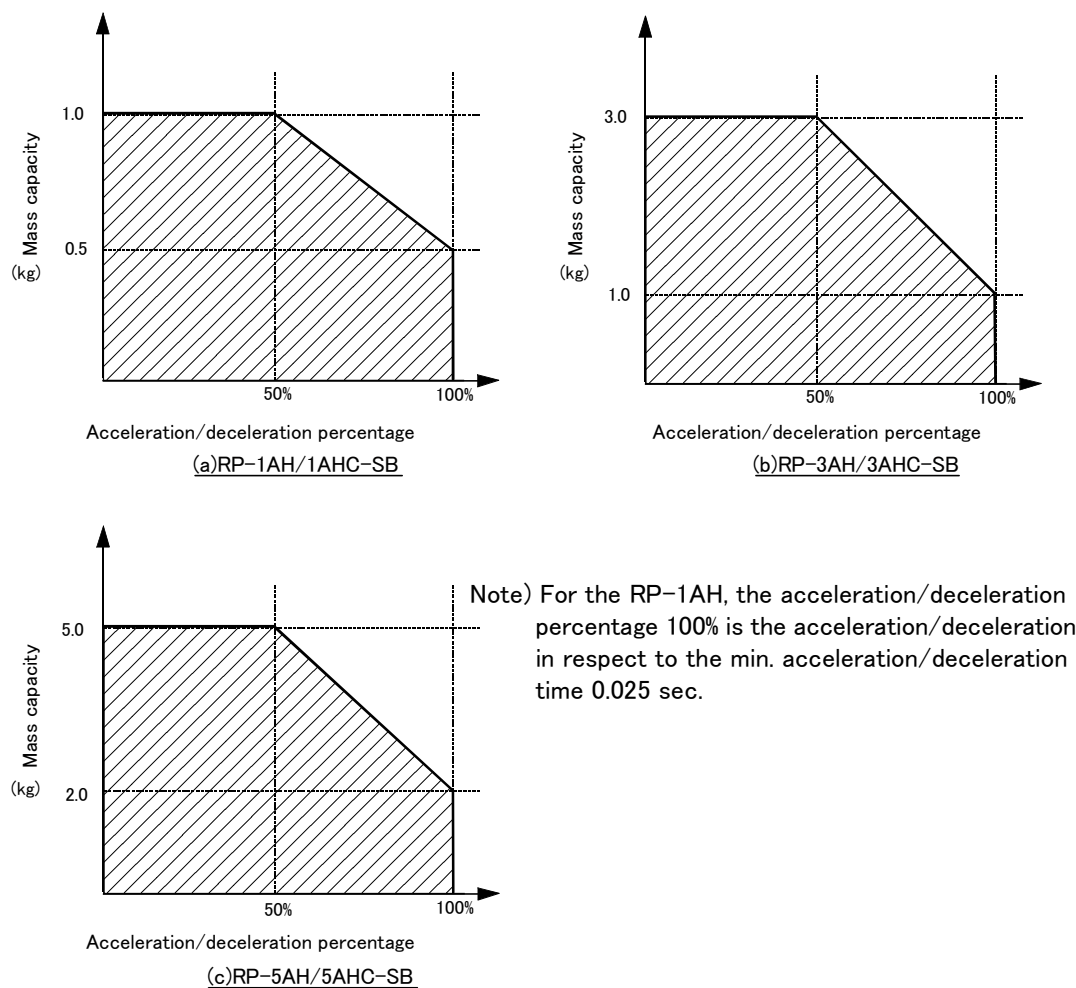 1.0
0.5
Mass capacity
(kg)
50%
100%
Acceleration/deceleration percentage
(a)RP-1AH/1AHC-SB
3.0
1.0
Mass capacity
(kg)
50%
100%
Acceleration/deceleration percentage
(b)RP-3AH/3AHC-SB
5.0
2.0
Mass capacity
(kg)
50%
100%
Acceleration/deceleration percentage
(c)RP-5AH/5AHC-SB
Note) For the RP-1AH, the acceleration/deceleration
percentage 100% is the acceleration/deceleration
in respect to the min. acceleration/deceleration
time 0.025 sec.